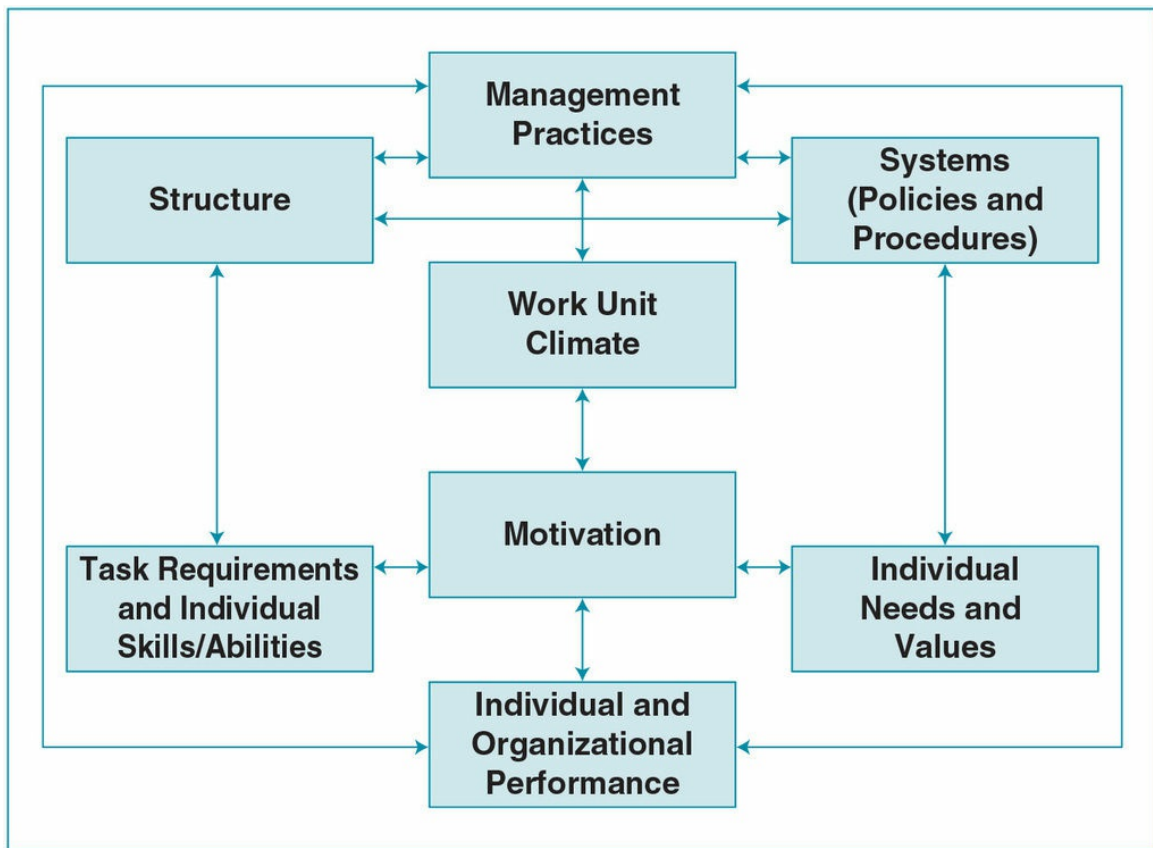 Management
Practices
Structure
Systems
(Policies and
Procedures)
Work Unit
Climate
Motivation
Task Requirements
and Individual
Skills/Abilities
Individual
Needs and
Values
Individual and
Organizational
Performance